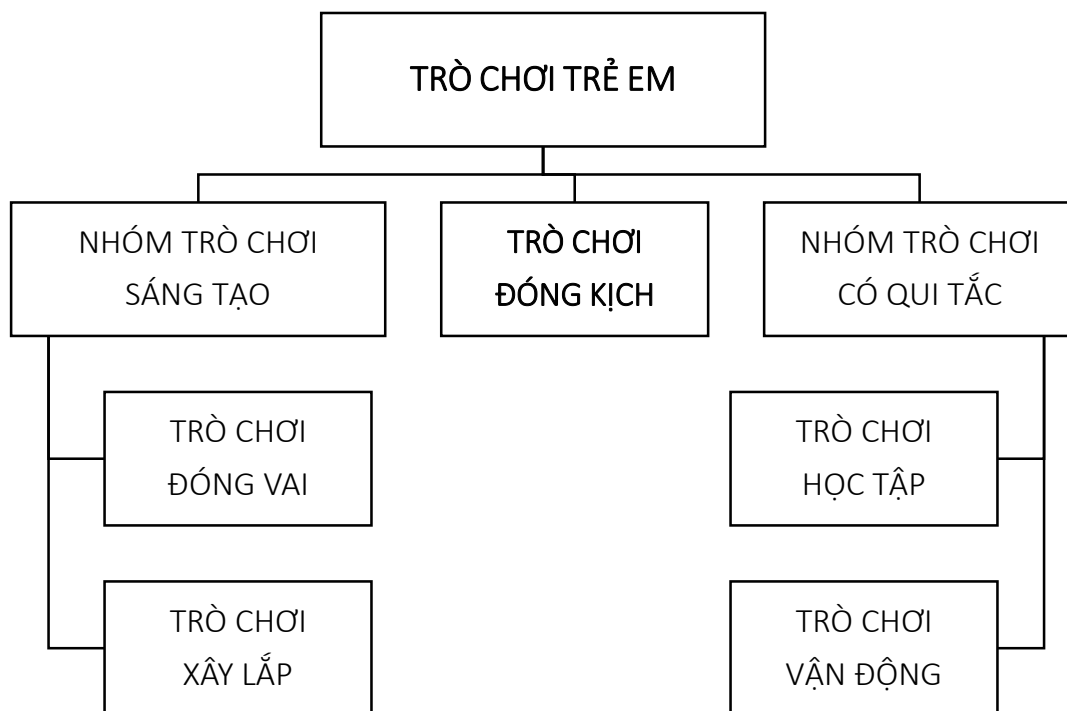 TRÒ CHƠI TRẺ EM
NHÓM TRÒ CHƠI
SÁNG TẠO
TRÒ CHƠI
ĐÓNG KỊCH
NHÓM TRÒ CHƠI
CÓ QUI TẮC
TRÒ CHƠI
ĐÓNG VAI
TRÒ CHƠI
HỌC TẬP
TRÒ CHƠI
XÂY LẮP
TRÒ CHƠI
VẬN ĐỘNG